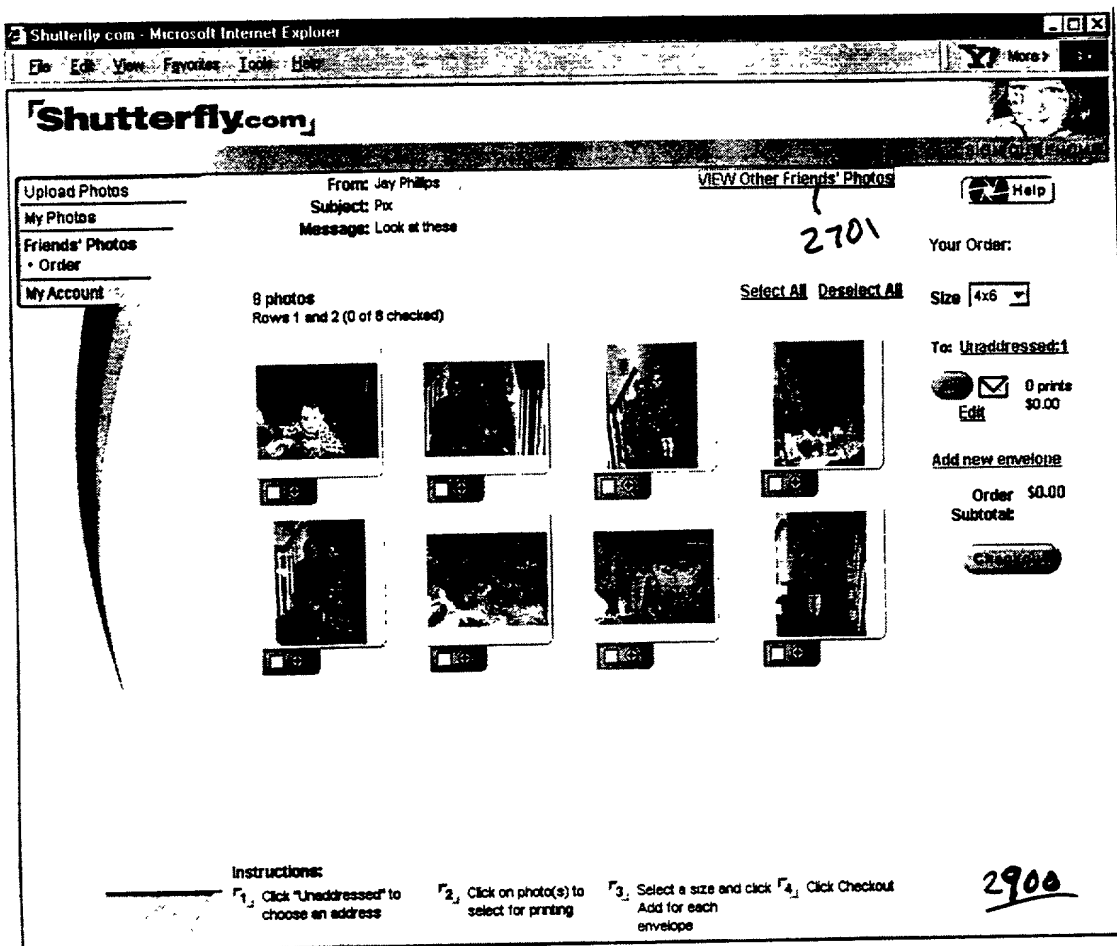 Shutterfly com - Microsoft Internet Explorer
File Edit View Favorites Tools Help
More >
Shutterfly.com
Upload Photos
My Photos
Friends' Photos
• Order
My Account
From: Jay Phillips
Subject: Pix
Message: Look at these
VIEW Other Friends' Photos
2701
Help
Your Order:
8 photos
Rows 1 and 2 (0 of 8 checked)
Select All Deselect All
Size 4x6
To: Unaddressed:1
0 prints
$0.00
Edit
Add new envelope
Order Subtotal: $0.00
Checkout
Instructions:
1 Click "Unaddressed" to choose an address
2 Click on photo(s) to select for printing
3 Select a size and click Add for each envelope
4 Click Checkout
2900